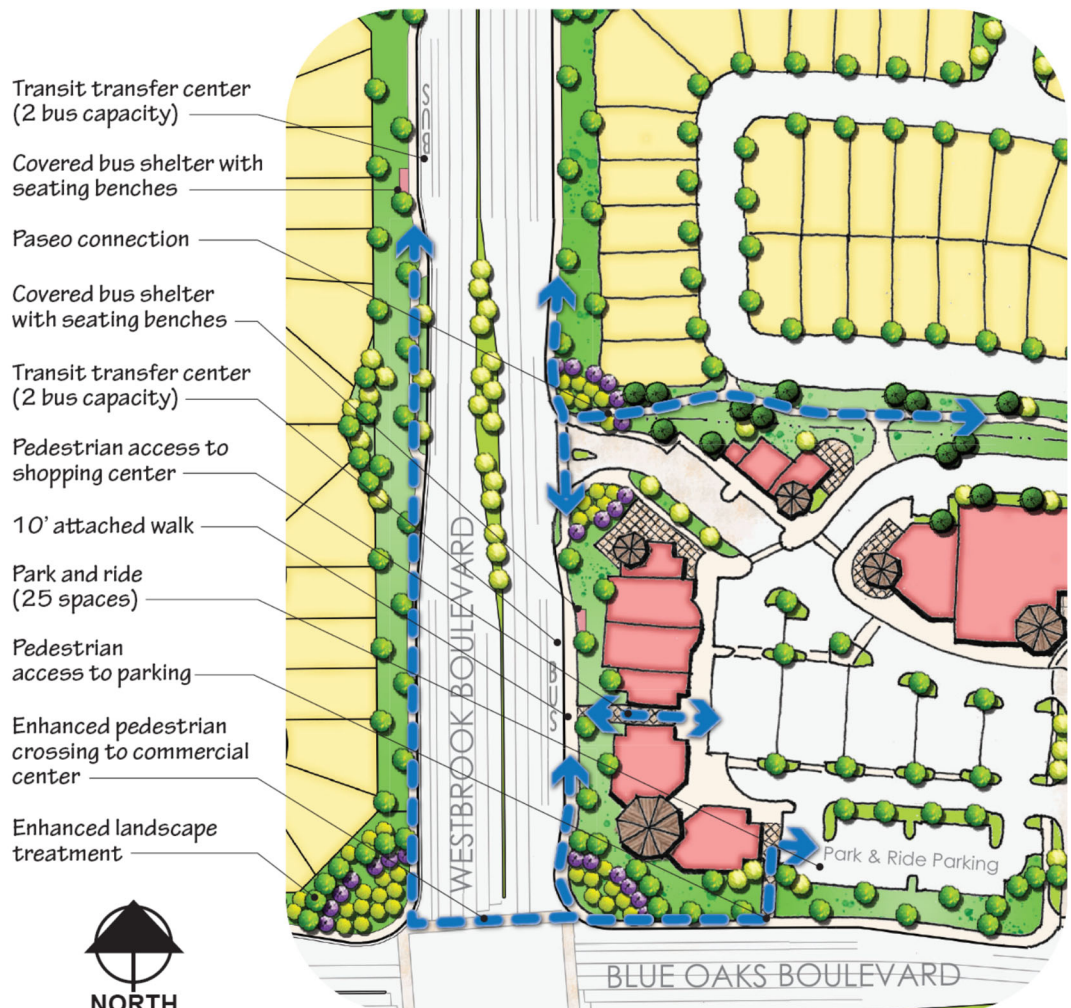 Transit transfer center
(2 bus capacity)
Covered bus shelter with
seating benches
Paseo connection
Covered bus shelter
with seating benches
Transit transfer center
(2 bus capacity)
Pedestrian access to
shopping center
10' attached walk
Park and ride
(25 spaces)
Pedestrian
access to parking
Enhanced pedestrian
crossing to commercial
center
Enhanced landscape
treatment
NORTH
BUS
WESTBROOK BOULEVARD
BUS
Park & Ride Parking
BLUE OAKS BOULEVARD